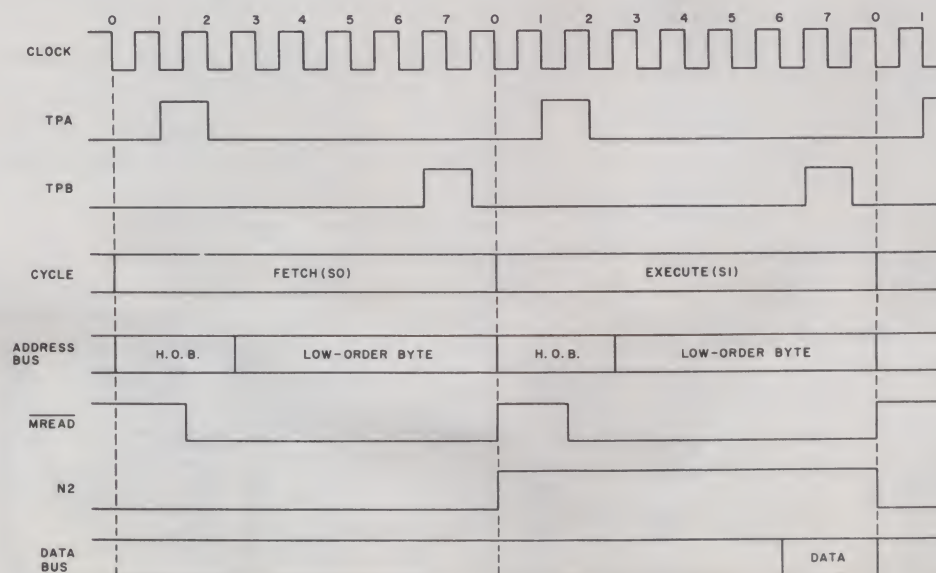 0 1 2 3 4 5 6 7 0 1 2 3 4 5 6 7 0 1
CLOCK
TPA
TPB
CYCLE FETCH (S0) EXECUTE (S1)
ADDRESS BUS H.O.B. LOW-ORDER BYTE H.O.B. LOW-ORDER BYTE
MREAD
N2
DATA BUS DATA